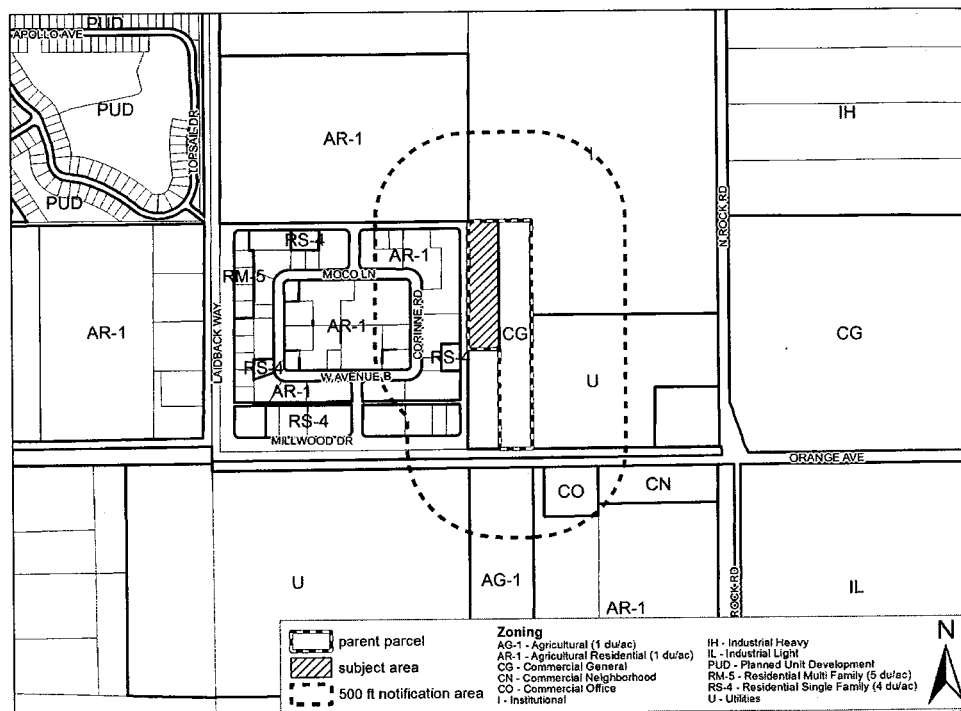 PUD
APOLLO AVE
PUD
TOPSAIL DR
PUD
AR-1
I
IH
N ROCK RD
RS-4
AR-1
MOCO LN
RM-5
AR-1
LAIDBACK WAY
AR-1
CORINNE RD
CG
CG
RS-4
RS-4
W AVENUE B
AR-1
U
RS-4
MILLWOOD DR
ORANGE AVE
CO
CN
U
AG-1
AR-1
ROCK RD
IL
parent parcel
subject area
500 ft notification area
Zoning
AG-1 - Agricultural (1 du/ac)
AR-1 - Agricultural Residential (1 du/ac)
CG - Commercial General
CN - Commercial Neighborhood
CO - Commercial Office
I - Institutional
IH - Industrial Heavy
IL - Industrial Light
PUD - Planned Unit Development
RM-5 - Residential Multi Family (5 du/ac)
RS-4 - Residential Single Family (4 du/ac)
U - Utilities
N